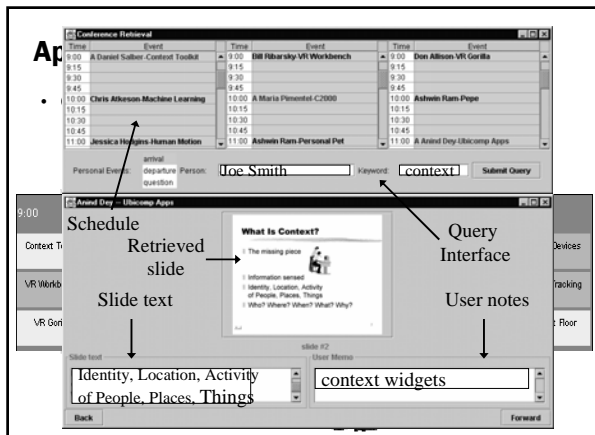 Ap
Conference Retrieval
Time Event Time Event Time Event
9:00 A Daniel Salber-Context Toolkit 9:00 Bill Ribarsky-VR Workbench 9:00 Don Allison-VR Gorilla
9:15 9:15 9:15
9:30 9:30 9:30
9:45 9:45 9:45
10:00 Chris Atkeson-Machine Learning 10:00 A Maria Pimentel-C2000 10:00 Ashwin Ram-Pepe
10:15 10:15 10:15
10:30 10:30 10:30
10:45 10:45 10:45
11:00 Jessica Hodgins-Human Motion 11:00 Ashwin Ram-Personal Pet 11:00 A Anind Dey-Ubicomp Apps
arrival
Personal Events: departure Person: Joe Smith Keyword: context Submit Query
question
9:00
Context T
VR Workb
VR Gori
Devices
Tracking
t Floor
Anind Dey -- Ubicomp Apps
Schedule
Retrieved
slide
Slide text
Query
Interface
User notes
What Is Context?
The missing piece
Information sensed
Identity, Location, Activity
of People, Places, Things
Who? Where? When? What? Why?
slide #2
Slide text
Identity, Location, Activity
of People, Places, Things
User Memo
context widgets
Back Forward